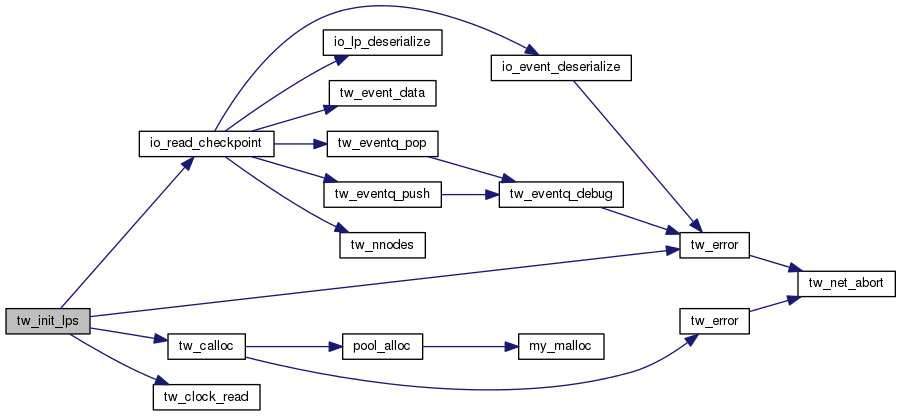 io_lp_deserialize
io_event_deserialize
tw_event_data
io_read_checkpoint
tw_eventq_pop
tw_eventq_push
tw_eventq_debug
tw_nnodes
tw_error
tw_net_abort
tw_init_lps
tw_error
tw_calloc
pool_alloc
my_malloc
tw_clock_read